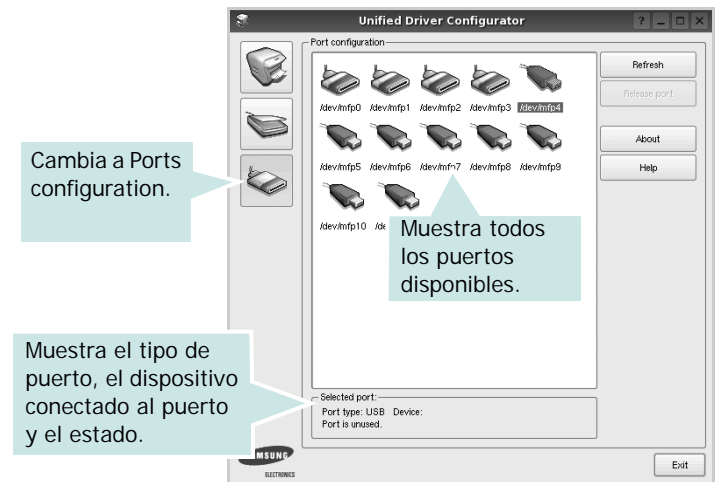 Unified Driver Configurator
Port configuration
/dev/mfp0 /dev/mfp1 /dev/mfp2 /dev/mfp3 /dev/mfp4
/dev/mfp5 /dev/mfp6 /dev/mfp7 /dev/mfp8 /dev/mfp9
/dev/mfp10
Refresh
Release port
About
Help
Cambia a Ports
configuration.
Muestra todos
los puertos
disponibles.
Muestra el tipo de
puerto, el dispositivo
conectado al puerto
y el estado.
Selected port:
Port type: USB Device:
Port is unused.
ELECTRONICS
Exit